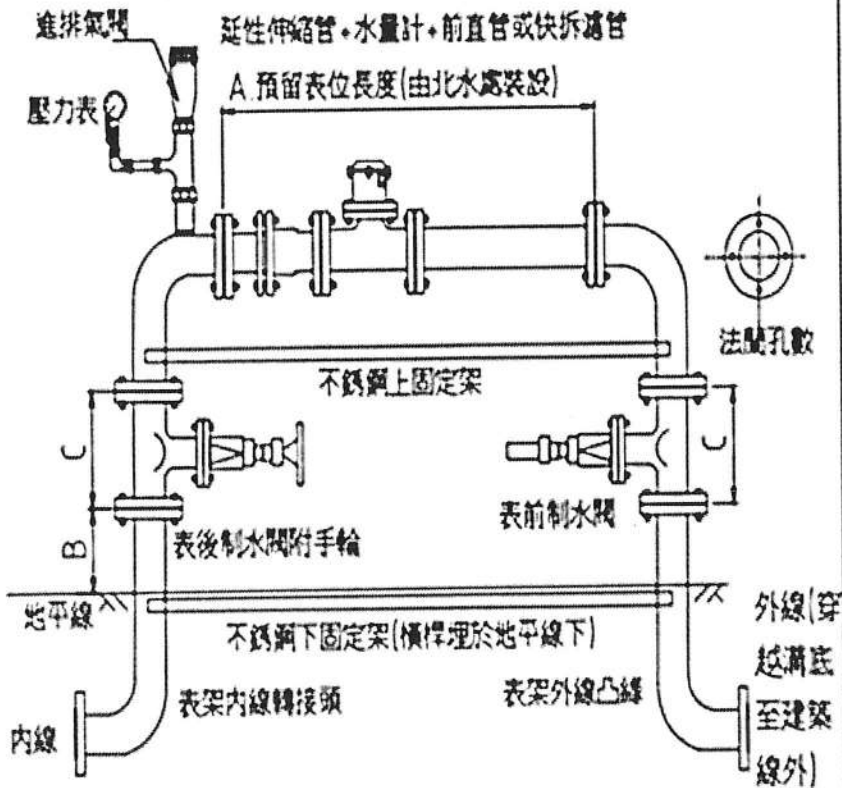 進排氣閥
延性伸縮管+水量計+前直管或快拆濾管
A.預留表位長度(由北水處裝設)
壓力表
法蘭孔數
不銹鋼上固定架
C
C
表後制水閥附手輪
表前制水閥
B
地平線
不銹鋼下固定架(橫桿埋於地平線下)
外線(穿
越溝底
至建築
線外)
表架內線轉接頭
表架外線凸緣
內線